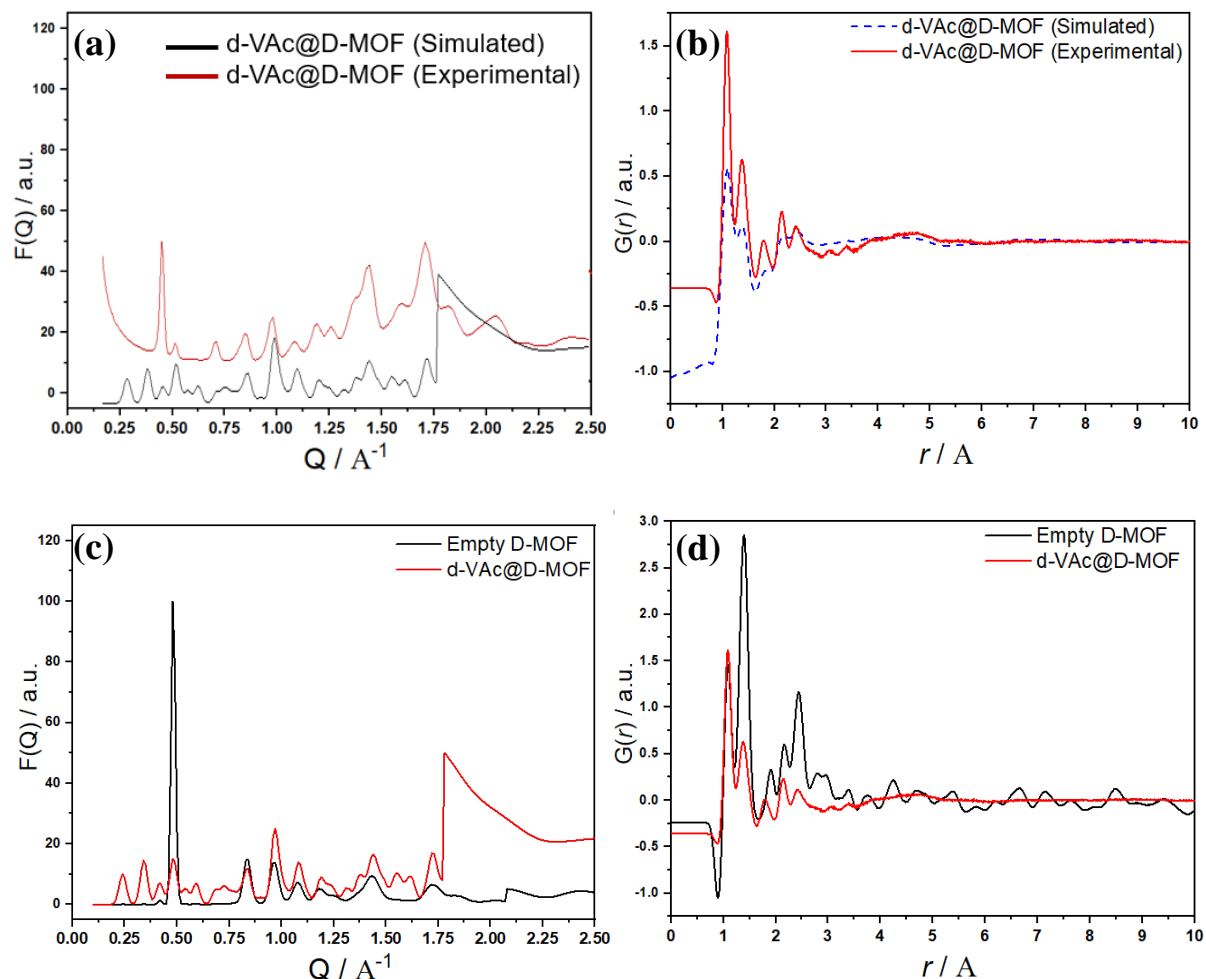 (a)
d-VAc@D-MOF (Simulated)
d-VAc@D-MOF (Experimental)
F(Q) / a.u.
120
100
80
60
40
20
0
0.00 0.25 0.50 0.75 1.00 1.25 1.50 1.75 2.00 2.25 2.50
Q / A-1
(b)
d-VAc@D-MOF (Simulated)
d-VAc@D-MOF (Experimental)
G(r) / a.u.
1.5
1.0
0.5
0.0
-0.5
-1.0
0 1 2 3 4 5 6 7 8 9 10
r / A
(c)
Empty D-MOF
d-VAc@D-MOF
F(Q) / a.u.
120
100
80
60
40
20
0
0.00 0.25 0.50 0.75 1.00 1.25 1.50 1.75 2.00 2.25 2.50
Q / A-1
(d)
Empty D-MOF
d-VAc@D-MOF
G(r) / a.u.
3.0
2.5
2.0
1.5
1.0
0.5
0.0
-0.5
-1.0
0 1 2 3 4 5 6 7 8 9 10
r / A